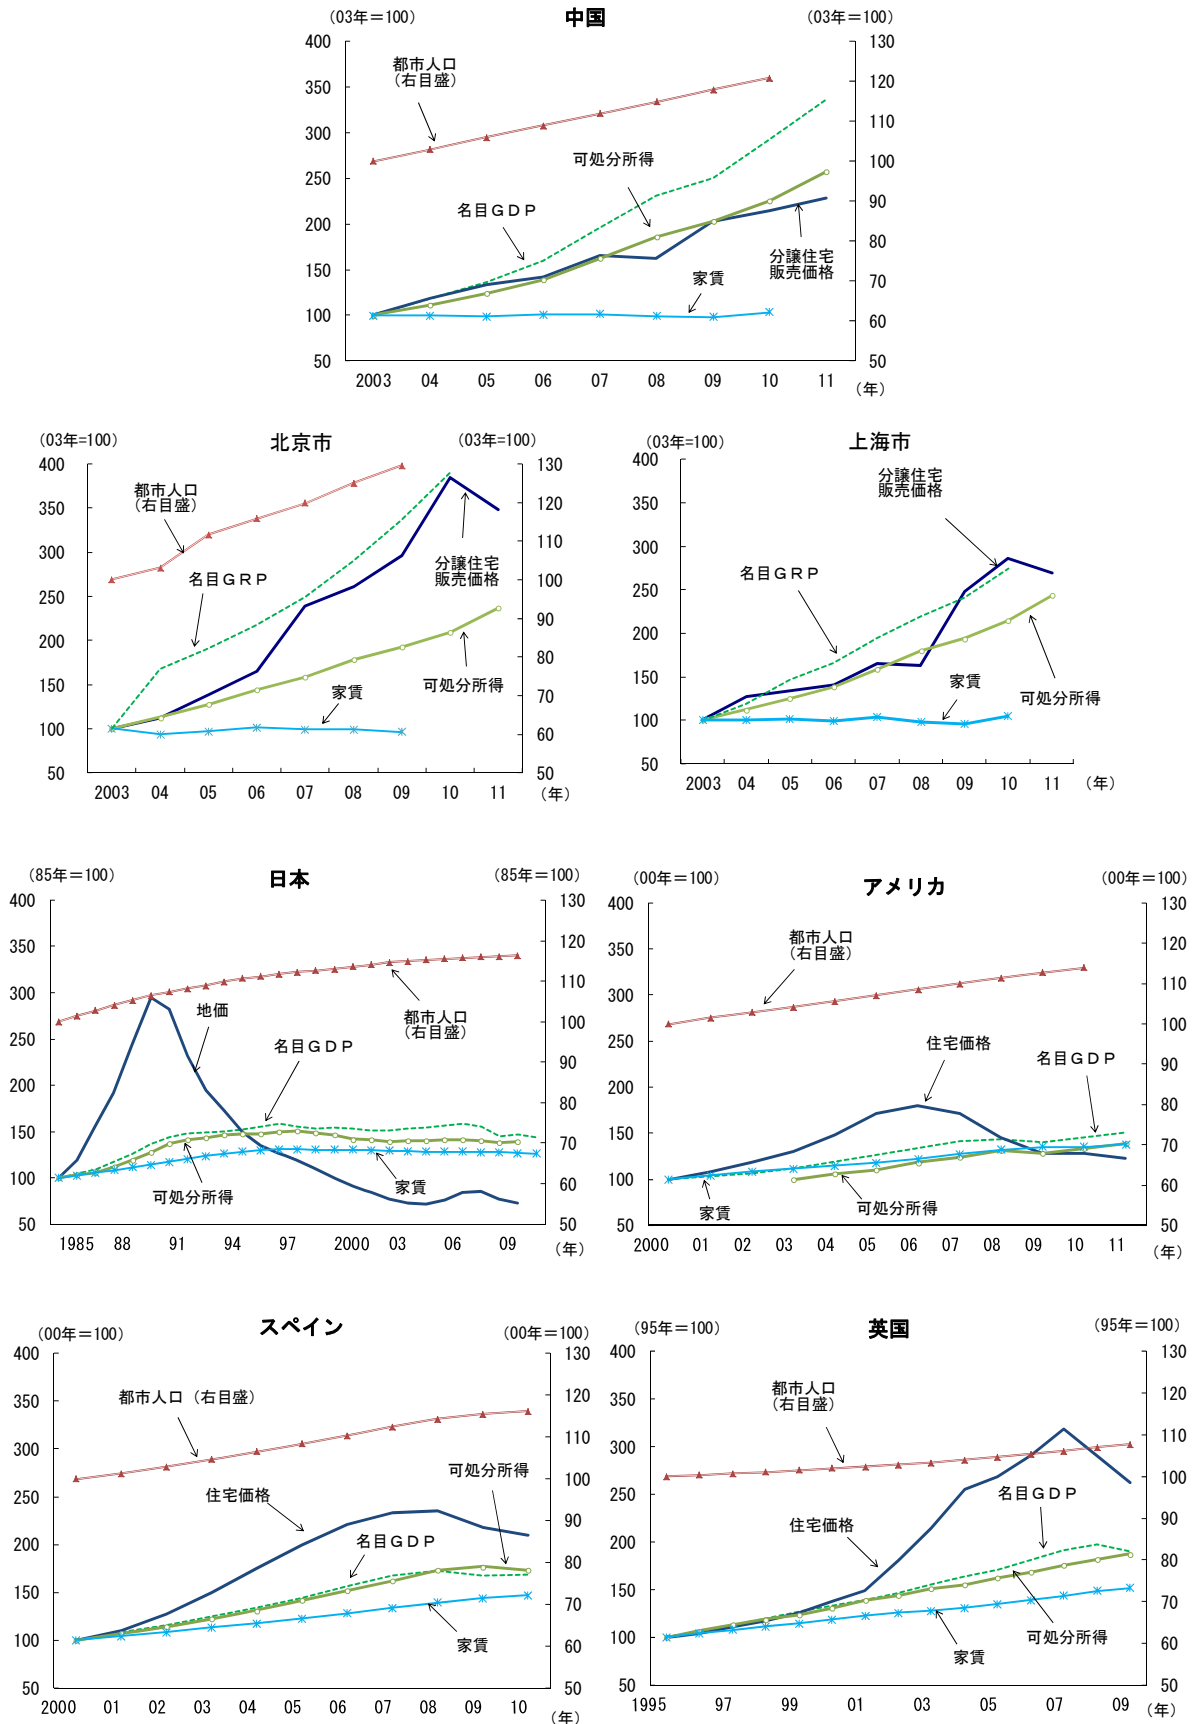 中国
(03年＝100)
(03年＝100)
400
350
300
250
200
150
100
50
130
120
110
100
90
80
70
60
50
都市人口
（右目盛）
可処分所得
名目ＧＤＰ
分譲住宅
販売価格
家賃
2003 04 05 06 07 08 09 10 11
（年）
(03年=100)
北京市
(03年=100)
400
350
300
250
200
150
100
50
130
120
110
100
90
80
70
60
50
都市人口
（右目盛）
名目ＧＲＰ
分譲住宅
販売価格
可処分所得
家賃
2003 04 05 06 07 08 09 10 11
（年）
(03年=100)
上海市
400
350
300
250
200
150
100
50
分譲住宅
販売価格
名目ＧＲＰ
家賃
可処分所得
2003 04 05 06 07 08 09 10 11
（年）
(85年＝100)
日本
(85年＝100)
400
350
300
250
200
150
100
50
130
120
110
100
90
80
70
60
50
地価
都市人口
（右目盛）
名目ＧＤＰ
可処分所得
家賃
1985 88 91 94 97 2000 03 06 09
（年）
(00年＝100)
アメリカ
(00年＝100)
400
350
300
250
200
150
100
50
130
120
110
100
90
80
70
60
50
都市人口
（右目盛）
住宅価格
名目ＧＤＰ
家賃
可処分所得
2000 01 02 03 04 05 06 07 08 09 10 11
（年）
(00年＝100)
スペイン
(00年＝100)
400
350
300
250
200
150
100
50
130
120
110
100
90
80
70
60
50
都市人口（右目盛）
可処分所得
住宅価格
名目ＧＤＰ
家賃
2000 01 02 03 04 05 06 07 08 09 10
（年）
(95年＝100)
英国
(95年＝100)
400
350
300
250
200
150
100
50
130
120
110
100
90
80
70
60
50
都市人口
（右目盛）
名目ＧＤＰ
住宅価格
可処分所得
家賃
1995 97 99 01 03 05 07 09
（年）